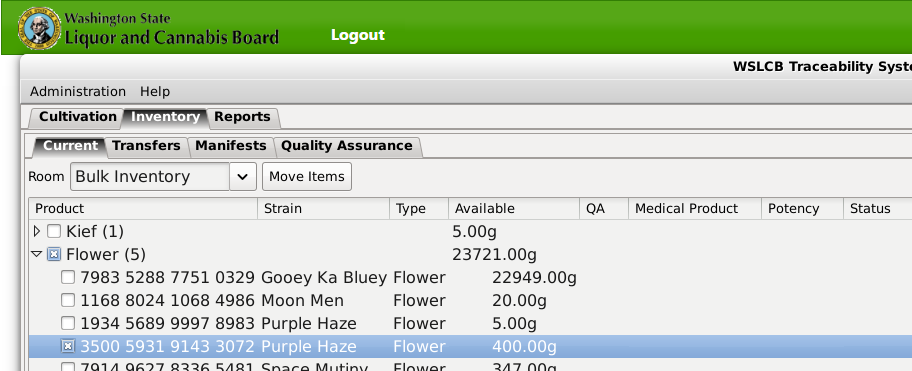 Washington State
Liquor and Cannabis Board
Logout
WSLCB Traceability Syste
Administration Help
Cultivation Inventory Reports
Current Transfers Manifests Quality Assurance
Room Bulk Inventory Move Items
Product Strain Type Available QA Medical Product Potency Status
Kief (1) 5.00g
Flower (5) 23721.00g
7983 5288 7751 0329 Gooey Ka Bluey Flower 22949.00g
1168 8024 1068 4986 Moon Men Flower 20.00g
1934 5689 9997 8983 Purple Haze Flower 5.00g
3500 5931 9143 3072 Purple Haze Flower 400.00g
7914 9627 8336 5481 Space Mutiny Flower 347.00g